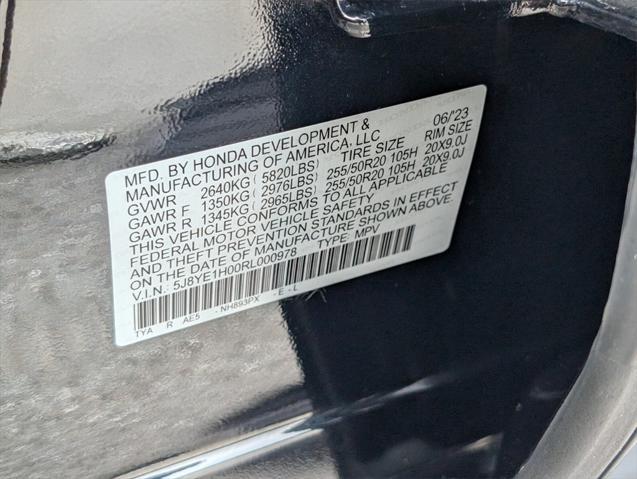 MFD. BY HONDA DEVELOPMENT & 06/'23
MANUFACTURING OF AMERICA, LLC
TIRE SIZE RIM SIZE
GVWR 2640KG( 5820LBS)
GAWR F 1350KG( 2976LBS) 255/50R20 105H 20X9.0J
GAWR R 1345KG( 2965LBS) 255/50R20 105H 20X9.0J
THIS VEHICLE CONFORMS TO ALL APPLICABLE
FEDERAL MOTOR VEHICLE SAFETY
AND THEFT PREVENTION STANDARDS IN EFFECT
ON THE DATE OF MANUFACTURE SHOWN ABOVE.
V.I.N.: 5J8YE1H00RL000978 TYPE: MPV
TYA R AE5 -NH893PX -E-L